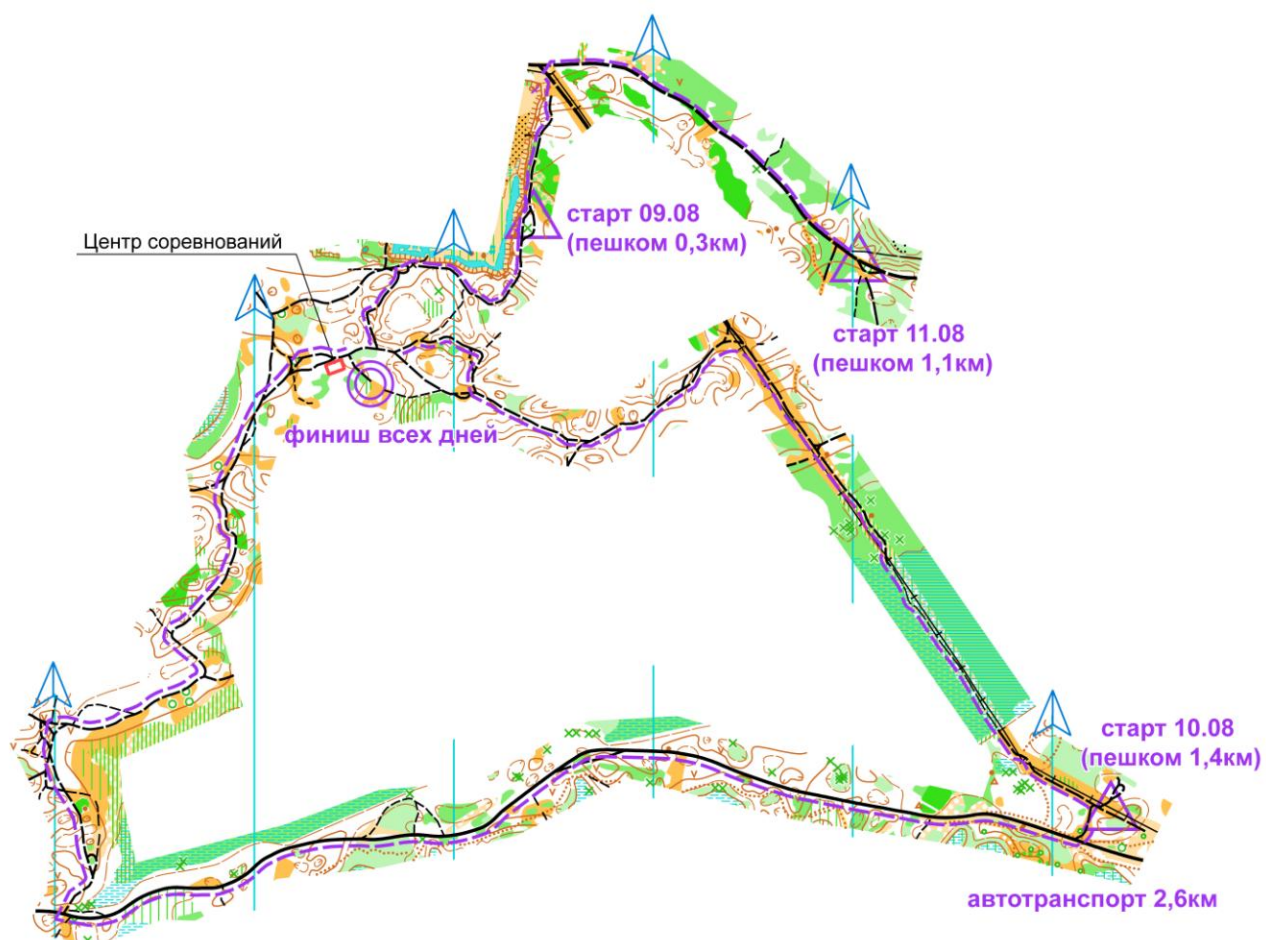 старт 09.08
(пешком 0,3км)
Центр соревнований
старт 11.08
(пешком 1,1км)
финиш всех дней
старт 10.08
(пешком 1,4км)
автотранспорт 2,6км